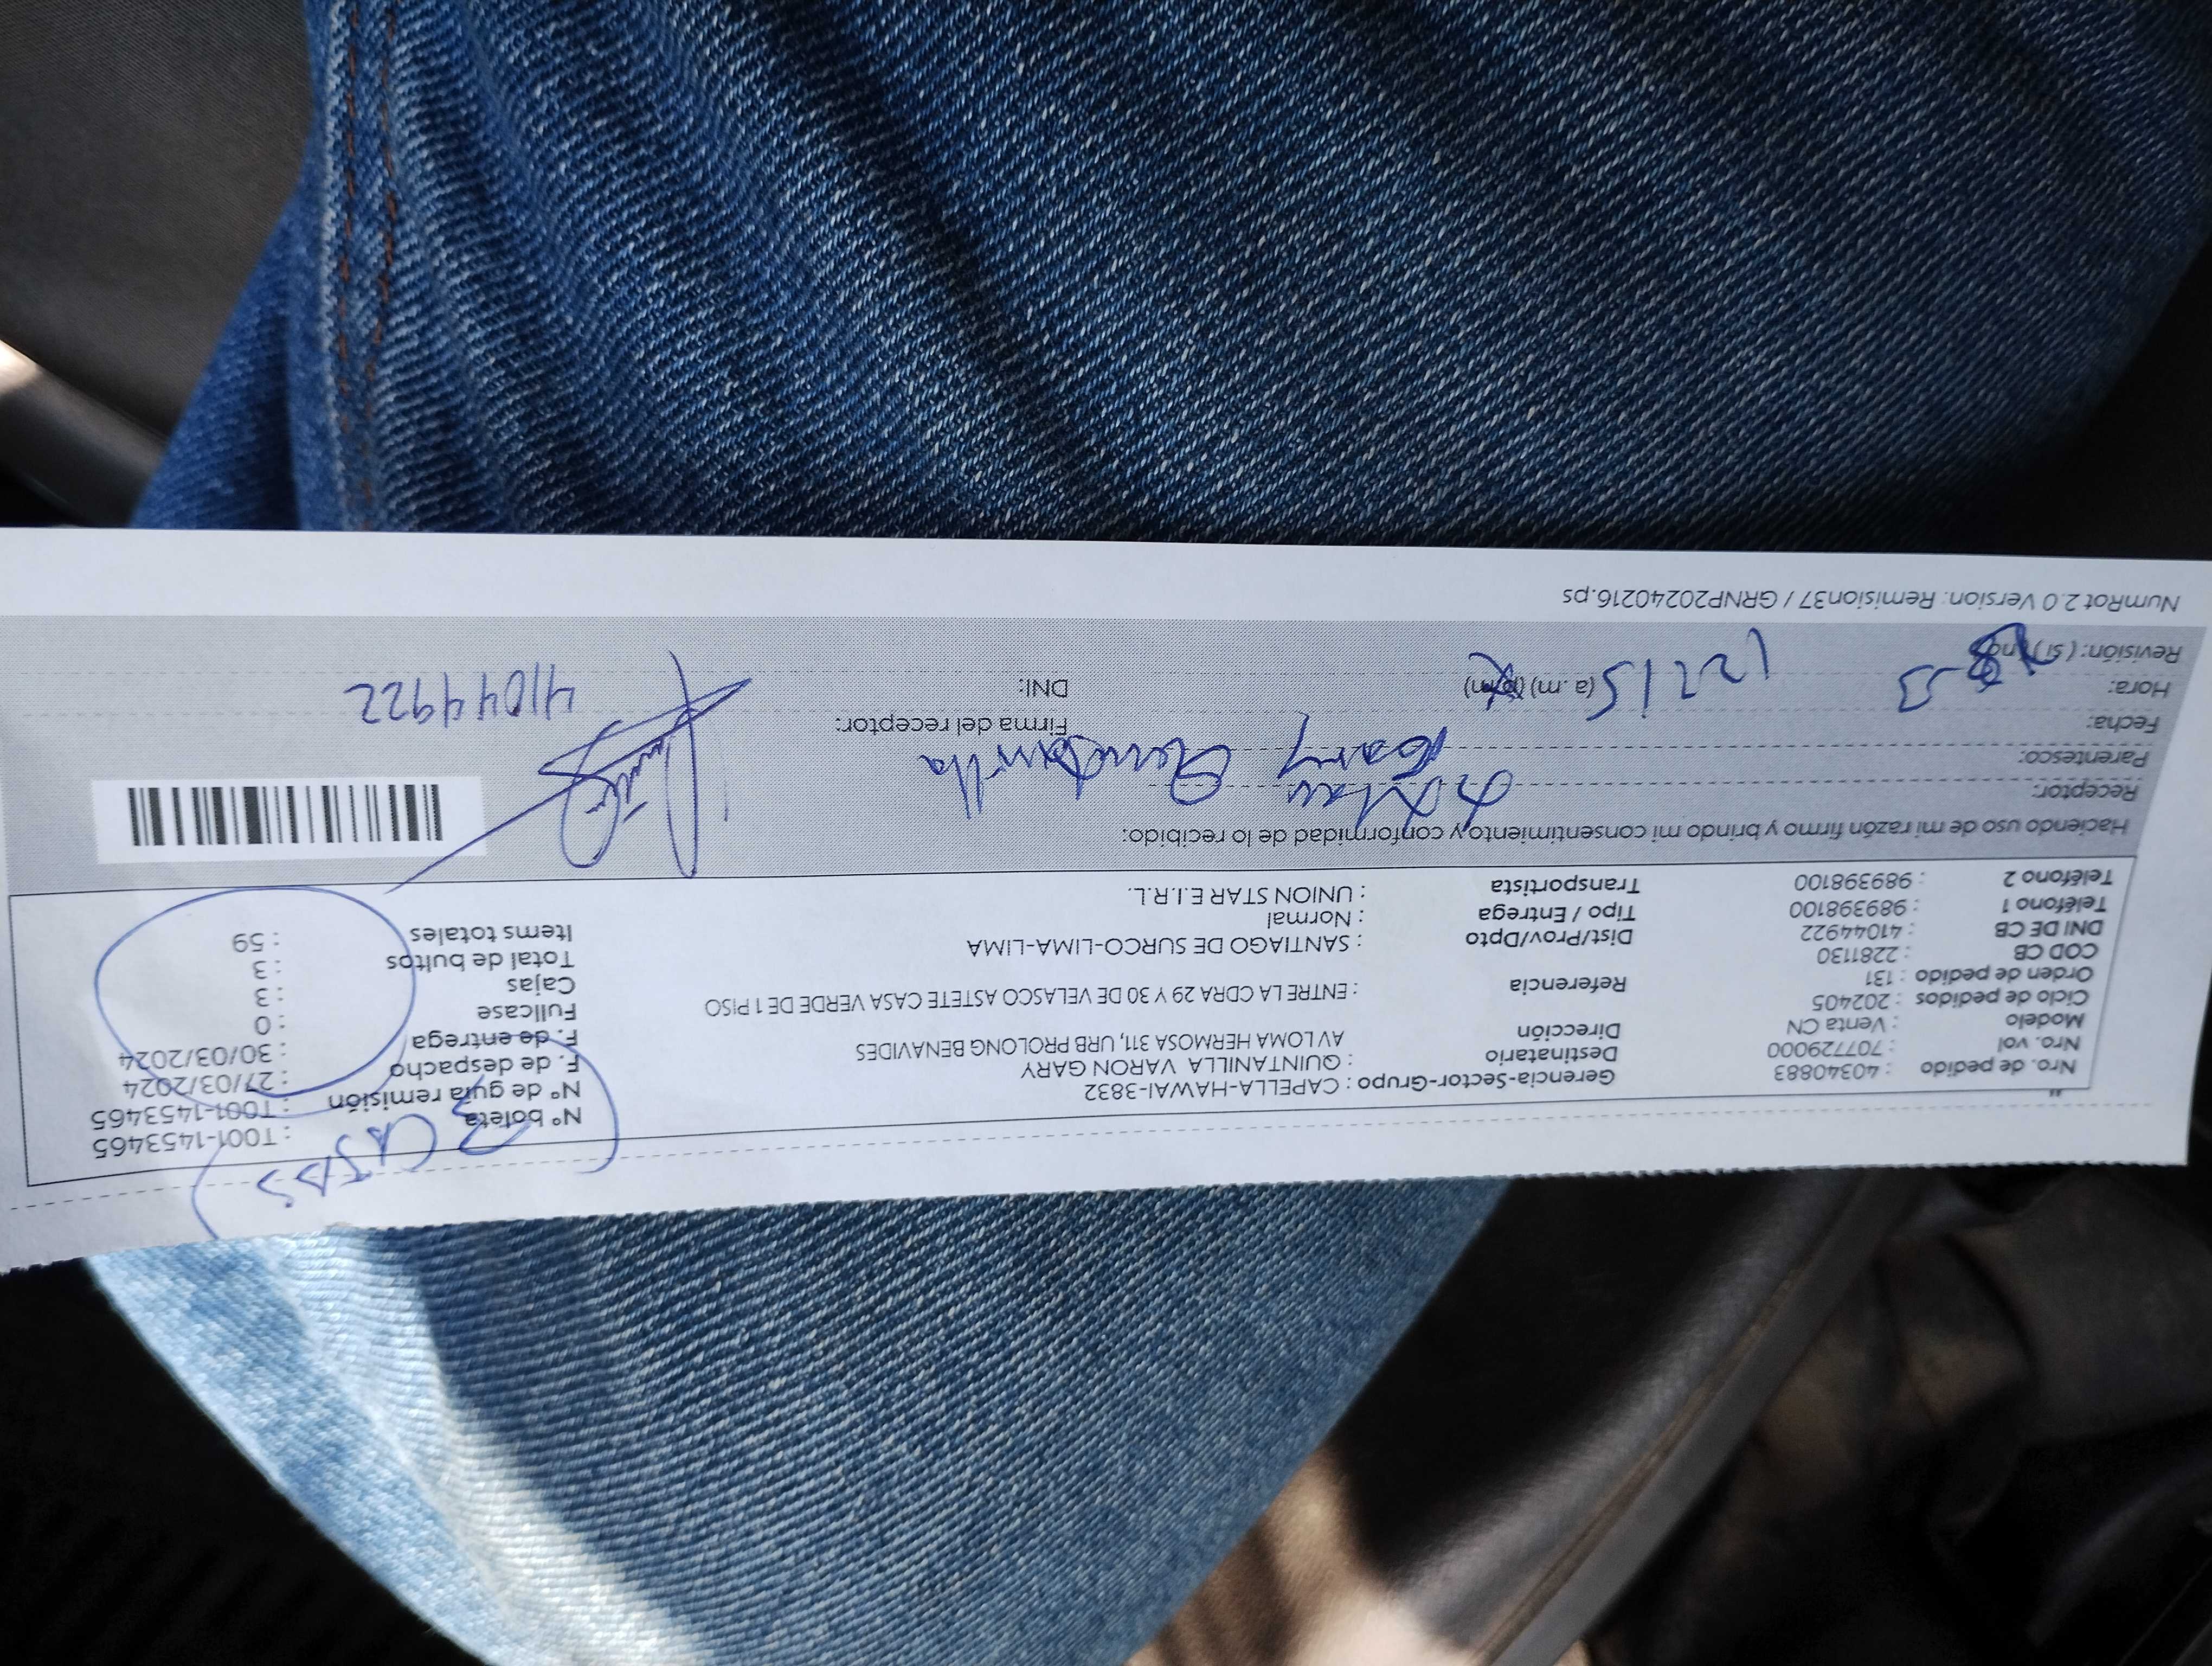 3 CAJAS
Nro. de pedido : 40340883
Nro. vol : 707729000
Modelo : Venta CN
Ciclo de pedidos : 202405
Orden de pedido : 131
COD CB : 2281130
DNI DE CB : 41044922
Teléfono 1 : 989398100
Teléfono 2 : 989398100
Gerencia-Sector-Grupo : CAPELLA-HAWAI-3832
Destinatario : QUINTANILLA VARON GARY
Dirección AV LOMA HERMOSA 311, URB PROLONG BENAVIDES
Referencia : ENTRE LA CDRA 29 Y 30 DE VELASCO ASTETE CASA VERDE DE 1 PISO
Dist/Prov/Dpto : SANTIAGO DE SURCO-LIMA-LIMA
Tipo / Entrega : Normal
Transportista : UNION STAR E.I.R.L.
N° boleta : T001-1453465
N° de guía remisión : T001-1453465
F. de despacho : 27/03/2024
F. de entrega : 30/03/2024
Fullcase : 0
Cajas : 3
Total de bultos : 3
Items totales : 59
Haciendo uso de mi razón firmo y brindo mi consentimiento y conformidad de lo recibido:
Receptor:
Parentesco: Gary Quintanilla
Fecha:
Firma del receptor:
Hora: 1215 (a.m) (p.m)
DNI: 41044922
Revisión: (si) (no)
NumRot 2.0 Version: Remision37 / GRNP20240216.ps